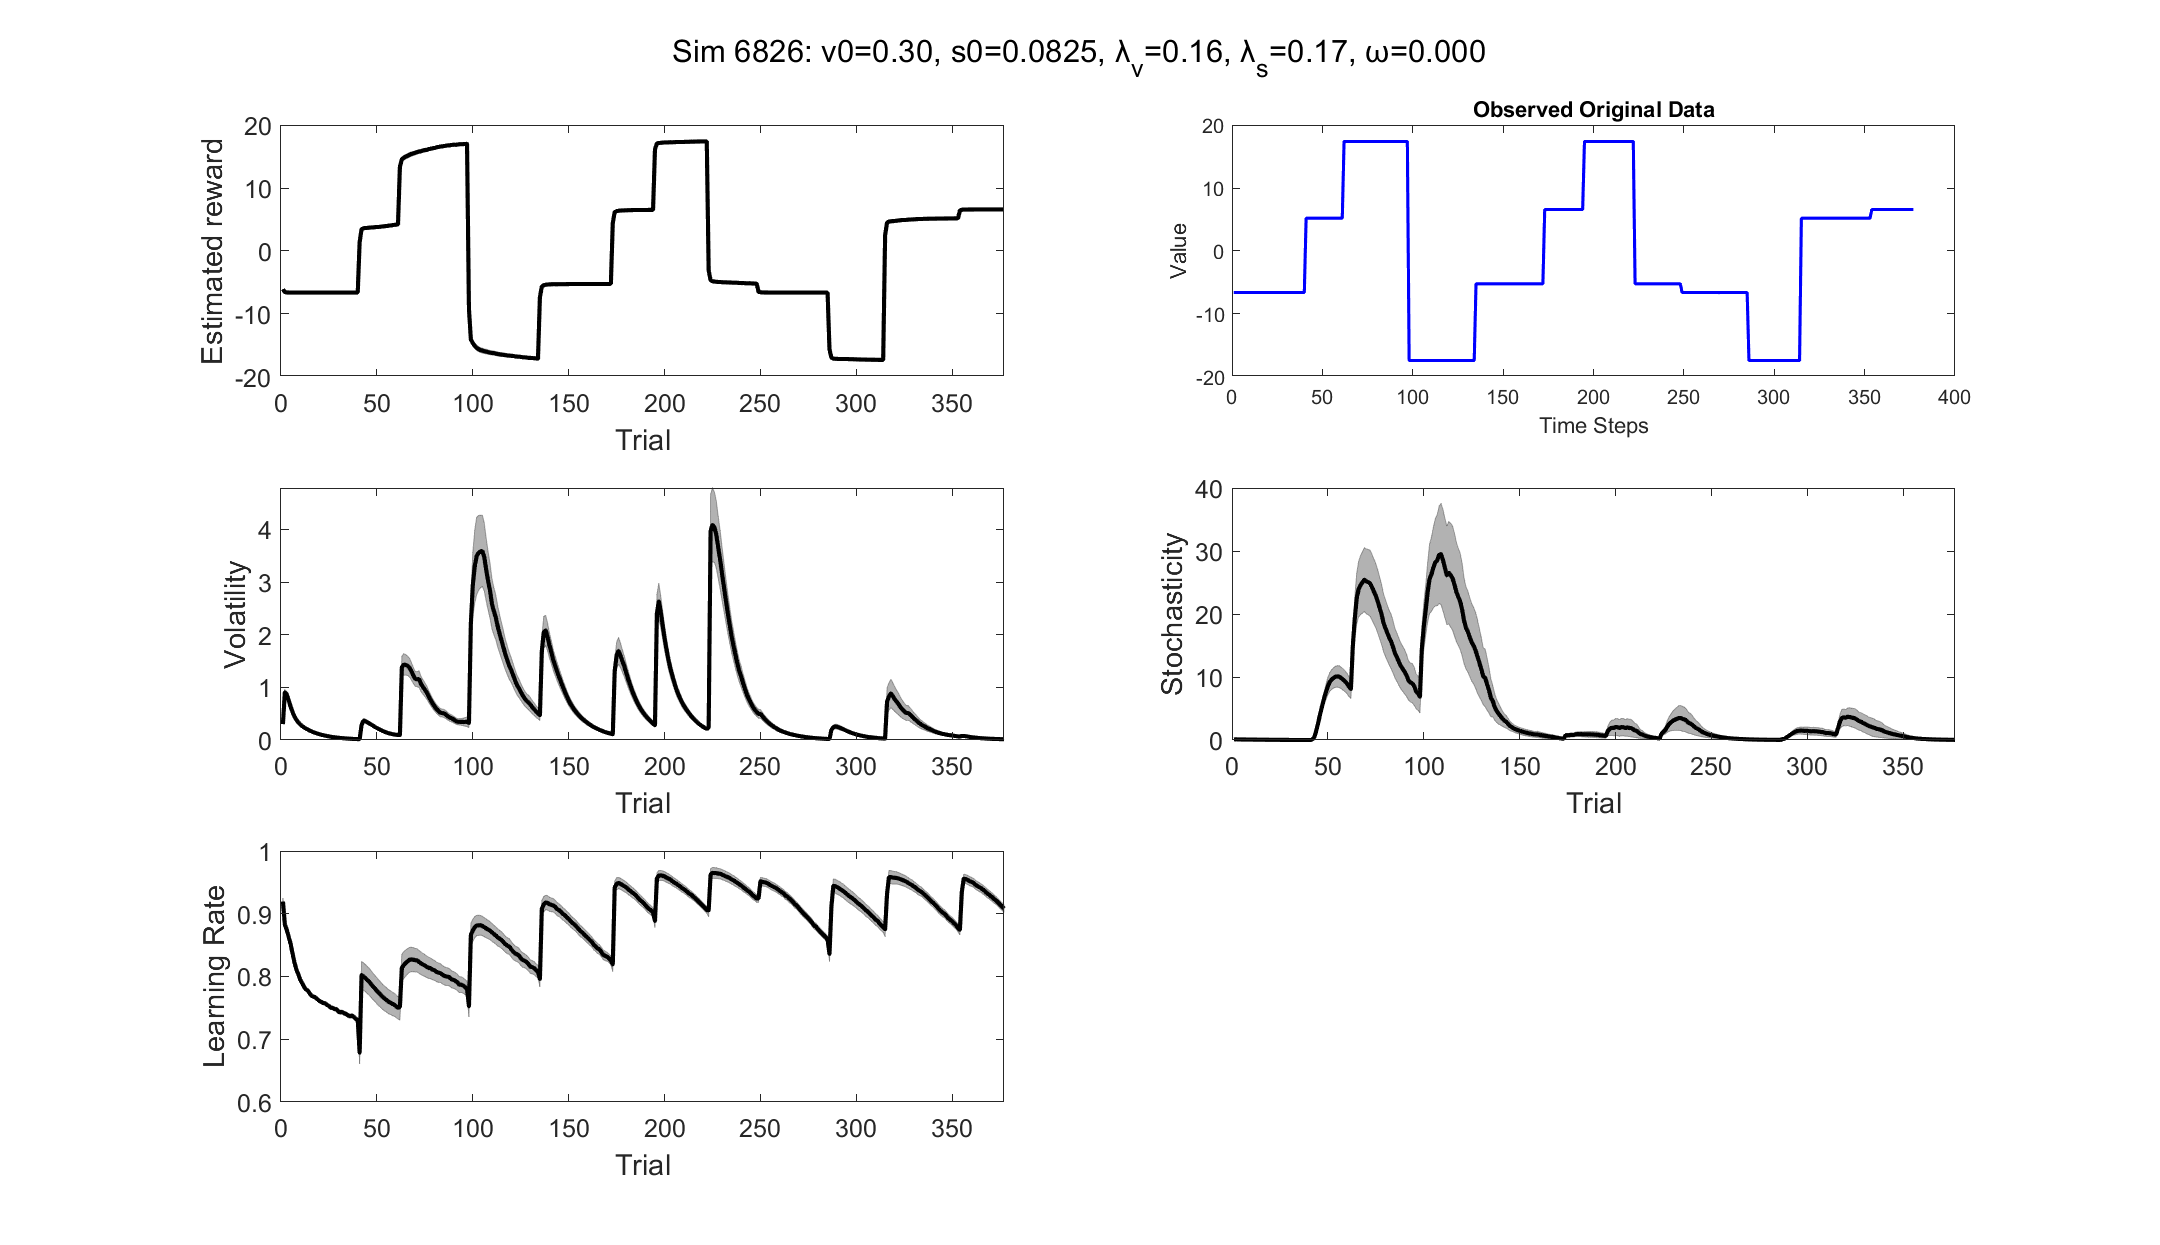 Sim 6826: v0=0.30, s0=0.0825, λ_v=0.16, λ_s=0.17, ω=0.000
Estimated reward
20
10
0
-10
-20
0 50 100 150 200 250 300 350
Trial
Observed Original Data
Value
20
10
0
-10
-20
0 50 100 150 200 250 300 350 400
Time Steps
Volatility
4
3
2
1
0
0 50 100 150 200 250 300 350
Trial
Stochasticity
40
30
20
10
0
0 50 100 150 200 250 300 350
Trial
Learning Rate
1
0.9
0.8
0.7
0.6
0 50 100 150 200 250 300 350
Trial